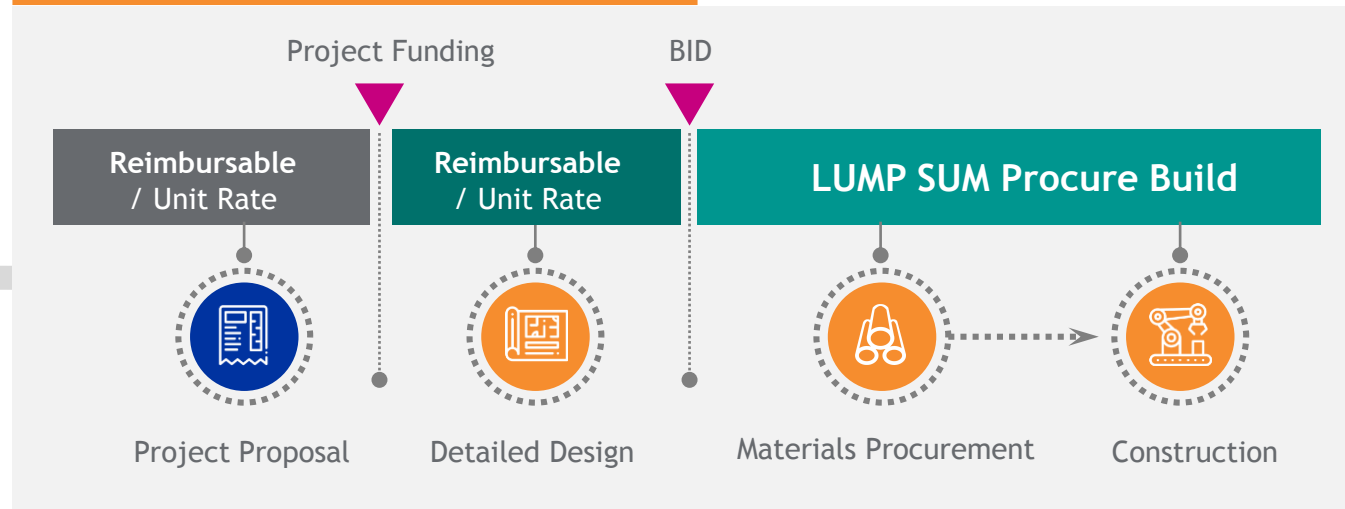 Project Funding
BID
Reimbursable
/ Unit Rate
Reimbursable
/ Unit Rate
LUMP SUM Procure Build
Project Proposal
Detailed Design
Materials Procurement
Construction